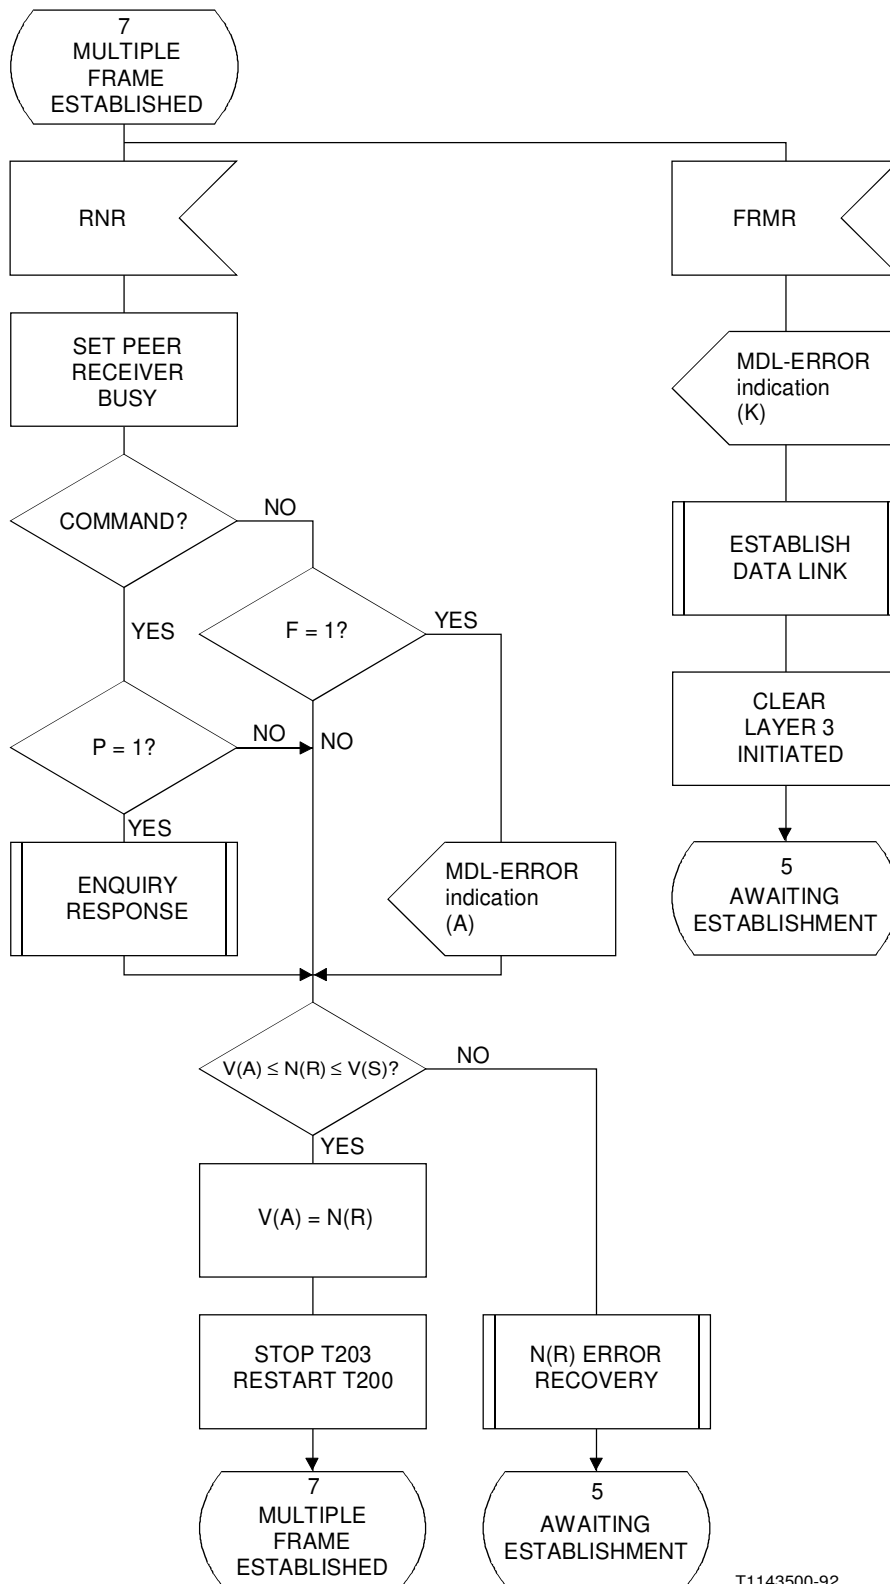 7
MULTIPLE
FRAME
ESTABLISHED
RNR
FRMR
SET PEER
RECEIVER
BUSY
MDL-ERROR
indication
(K)
COMMAND?
NO
YES
F = 1?
YES
ESTABLISH
DATA LINK
P = 1?
NO
NO
YES
CLEAR
LAYER 3
INITIATED
ENQUIRY
RESPONSE
MDL-ERROR
indication
(A)
5
AWAITING
ESTABLISHMENT
V(A) ≤ N(R) ≤ V(S)?
NO
YES
V(A) = N(R)
STOP T203
RESTART T200
N(R) ERROR
RECOVERY
7
MULTIPLE
FRAME
ESTABLISHED
5
AWAITING
ESTABLISHMENT
T1143500-92